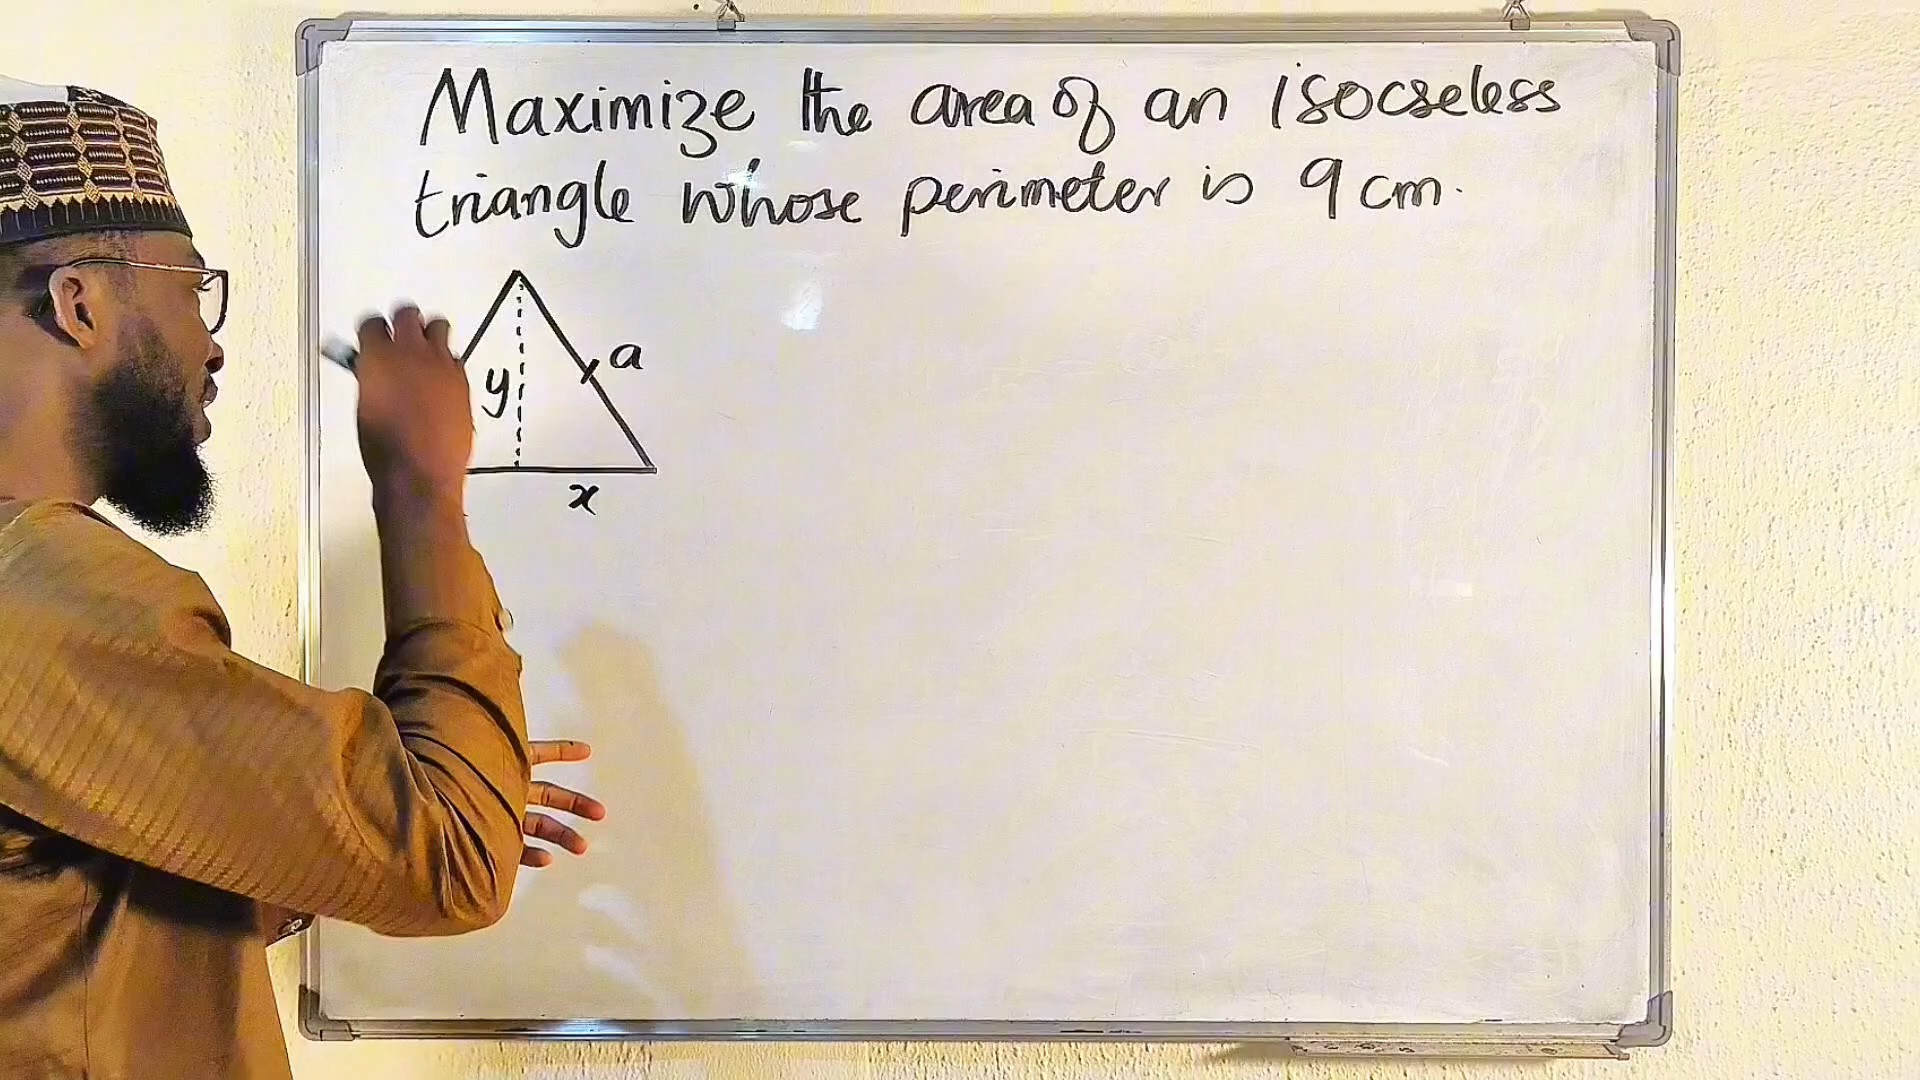 Maximize the area of an isocseless
triangle whose perimeter is 9 cm.
a
y
x